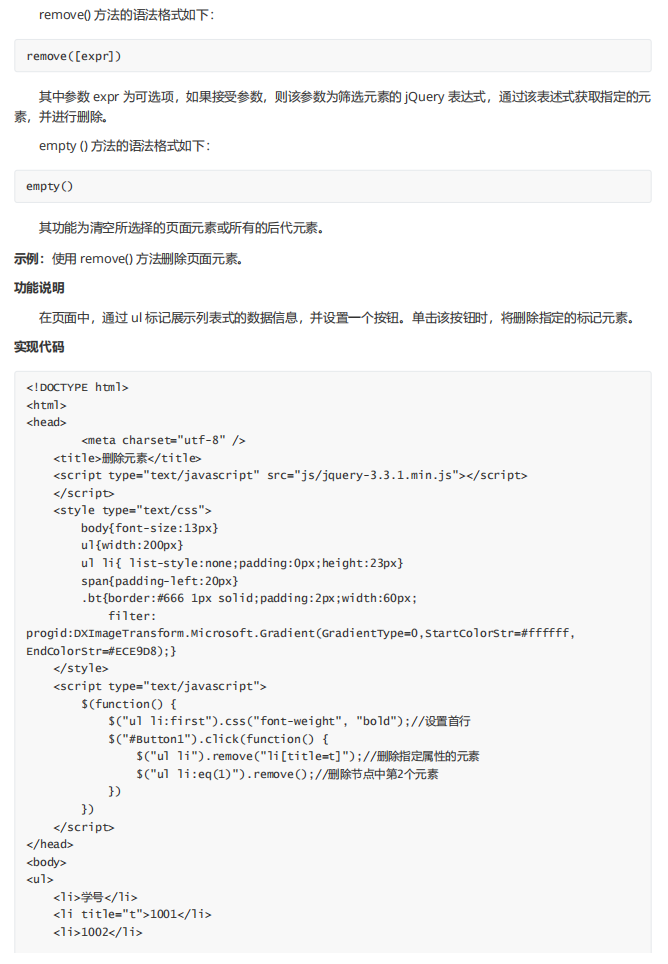 remove() 方法的语法格式如下：
remove([expr])
其中参数 expr 为可选项，如果接受参数，则该参数为筛选元素的 jQuery 表达式，通过该表述式获取指定的元
素，并进行删除。
empty () 方法的语法格式如下：
empty()
其功能为清空所选择的页面元素或所有的后代元素。
示例：使用 remove() 方法删除页面元素。
功能说明
在页面中，通过 ul 标记展示列表式的数据信息，并设置一个按钮。单击该按钮时，将删除指定的标记元素。
实现代码
<!DOCTYPE html>
<html>
<head>
        <meta charset="utf-8" />
    <title>删除元素</title>
    <script type="text/javascript" src="js/jquery-3.3.1.min.js"></script>
    </script>
    <style type="text/css">
        body{font-size:13px}
        ul{width:200px}
        ul li{ list-style:none;padding:0px;height:23px}
        span{padding-left:20px}
        .bt{border:#666 1px solid;padding:2px;width:60px;
            filter:
progid:DXImageTransform.Microsoft.Gradient(GradientType=0,StartColorStr=#ffffff,
EndColorStr=#ECE9D8);}
    </style>
    <script type="text/javascript">
        $(function() {
            $("ul li:first").css("font-weight", "bold");//设置首行
            $("#Button1").click(function() {
                $("ul li").remove("li[title=t]");//删除指定属性的元素
                $("ul li:eq(1)").remove();//删除节点中第2个元素
            })
        })
    </script>
</head>
<body>
<ul>
    <li>学号</li>
    <li title="t">1001</li>
    <li>1002</li>